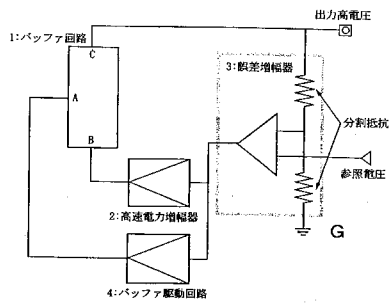 出力高電圧
1:バッファ回路
C
3:誤差増幅器
A
分割抵抗
B
参照電圧
2:高速電力増幅器
G
4:バッファ駆動回路